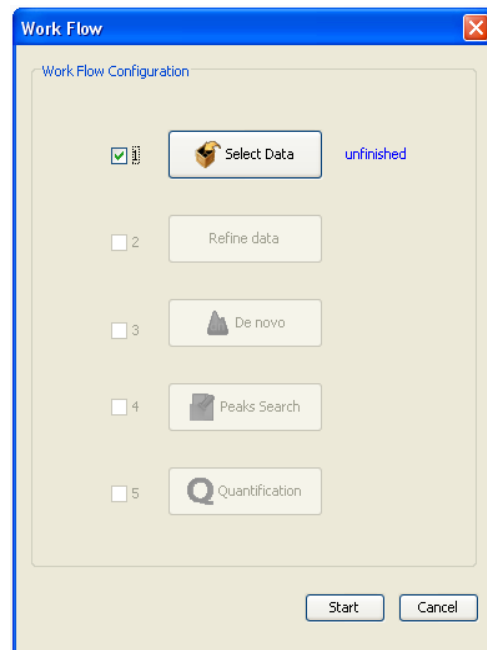 Work Flow
Work Flow Configuration
1 Select Data unfinished
2 Refine data
3 De novo
4 Peaks Search
5 Quantification
Start Cancel